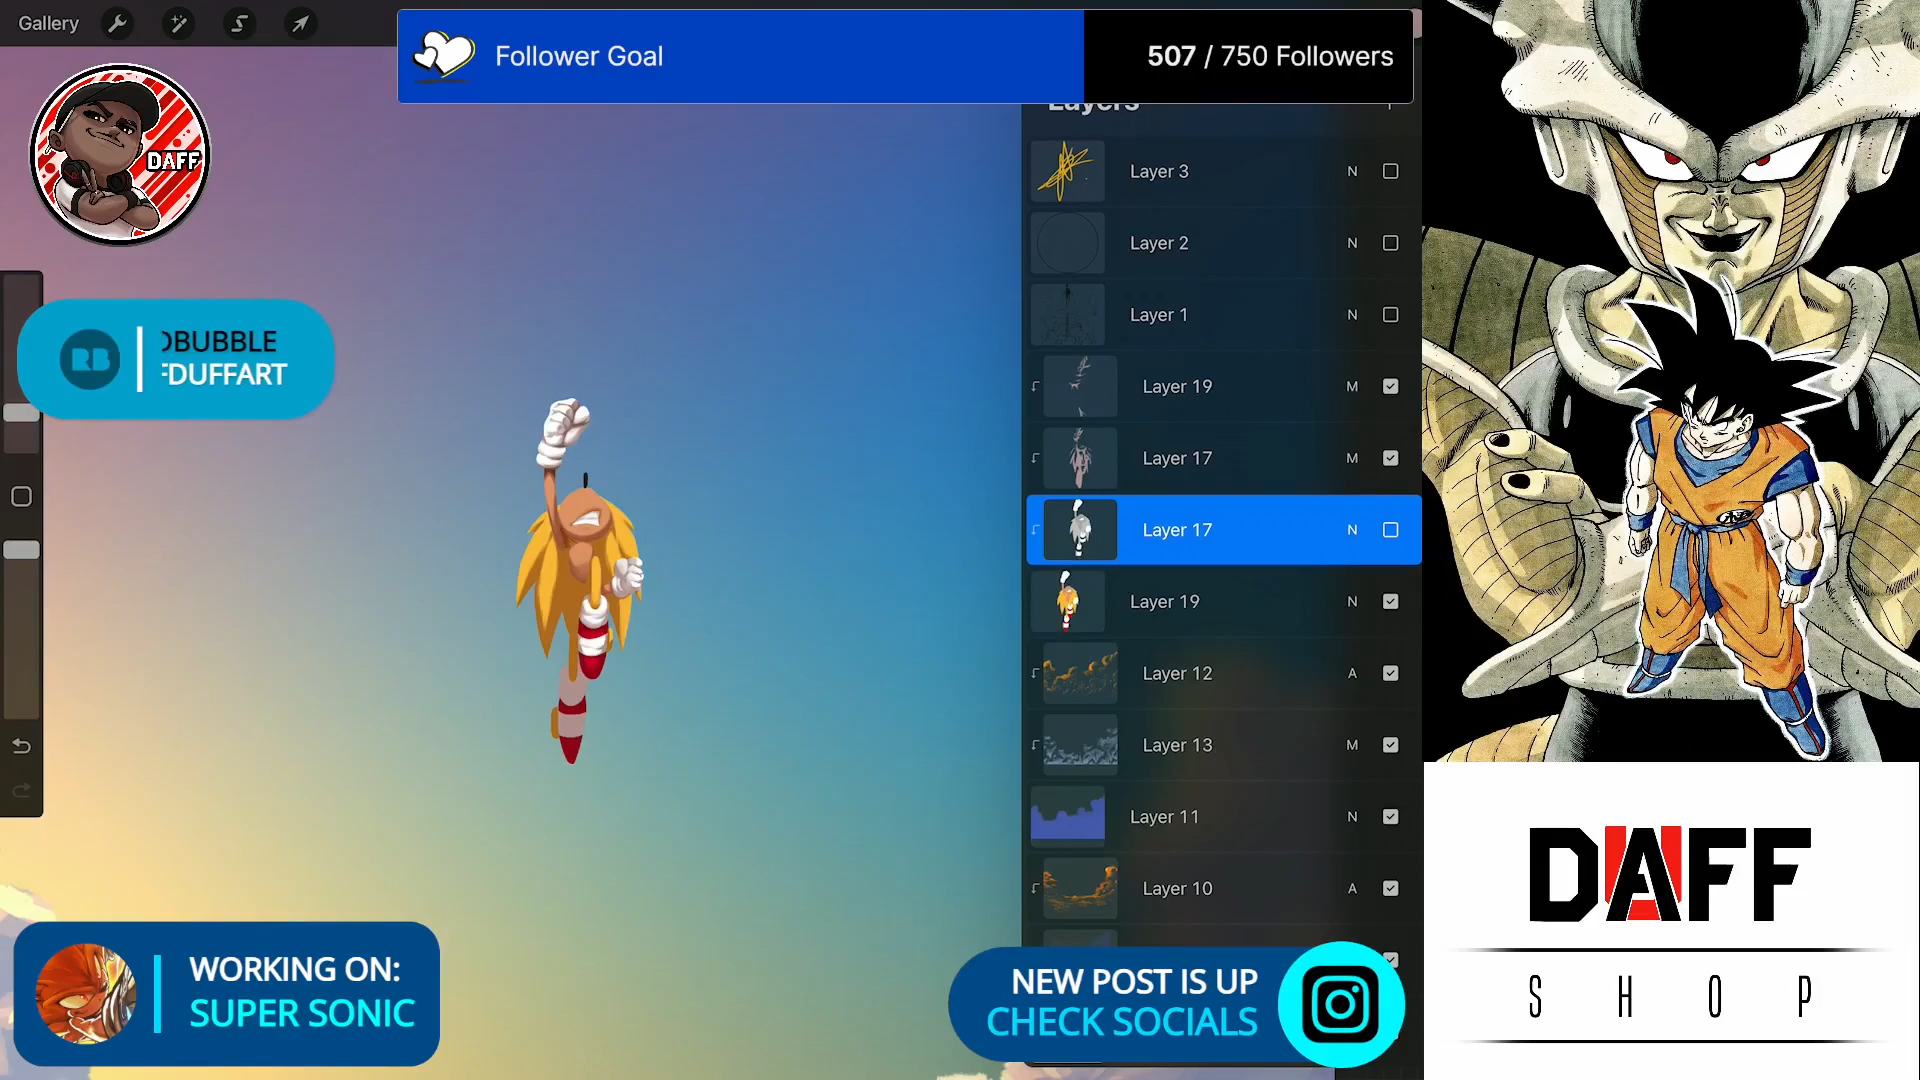 Gallery
Follower Goal
507 / 750 Followers
Layers
DAFF
Layer 3 N
Layer 2 N
Layer 1 N
BUBBLE
DUFFART
RB
Layer 19 M
Layer 17 M
Layer 17 N
Layer 19 N
Layer 12 A
Layer 13 M
Layer 11 N
Layer 10 A
WORKING ON:
SUPER SONIC
NEW POST IS UP
CHECK SOCIALS
DAFF
SHOP